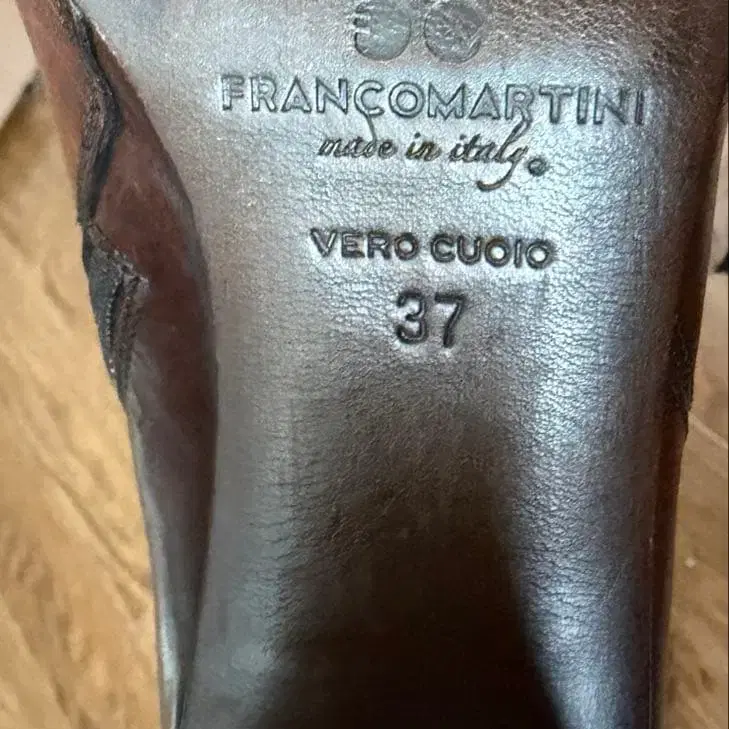 FRANCOMARTINI
made in italy.
VERO CUOIO
37